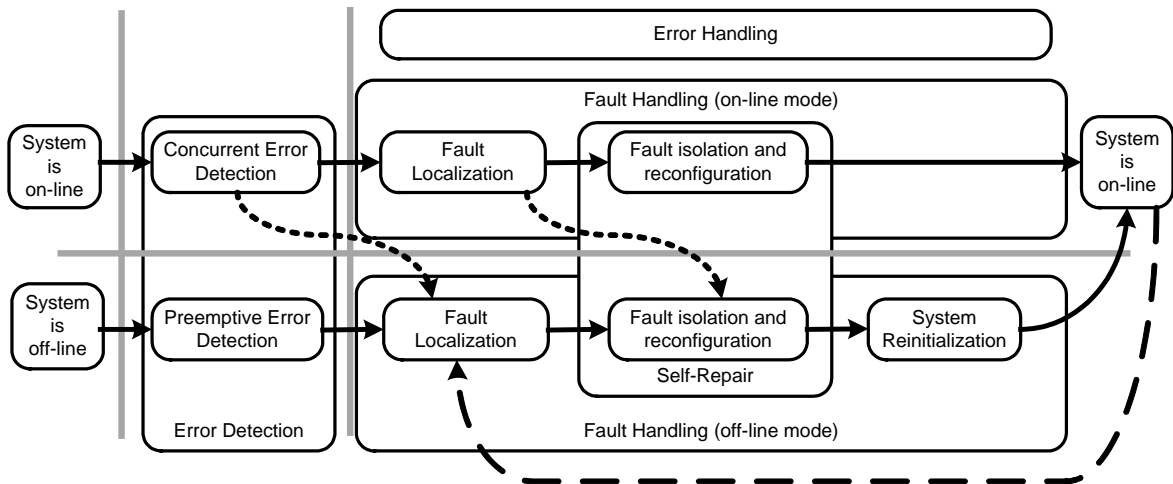 Error Handling
Fault Handling (on-line mode)
System
is
on-line
Concurrent Error
Detection
Fault
Localization
Fault isolation and
reconfiguration
System
is
on-line
System
is
off-line
Preemptive Error
Detection
Fault
Localization
Fault isolation and
reconfiguration
System
Reinitialization
Self-Repair
Error Detection
Fault Handling (off-line mode)